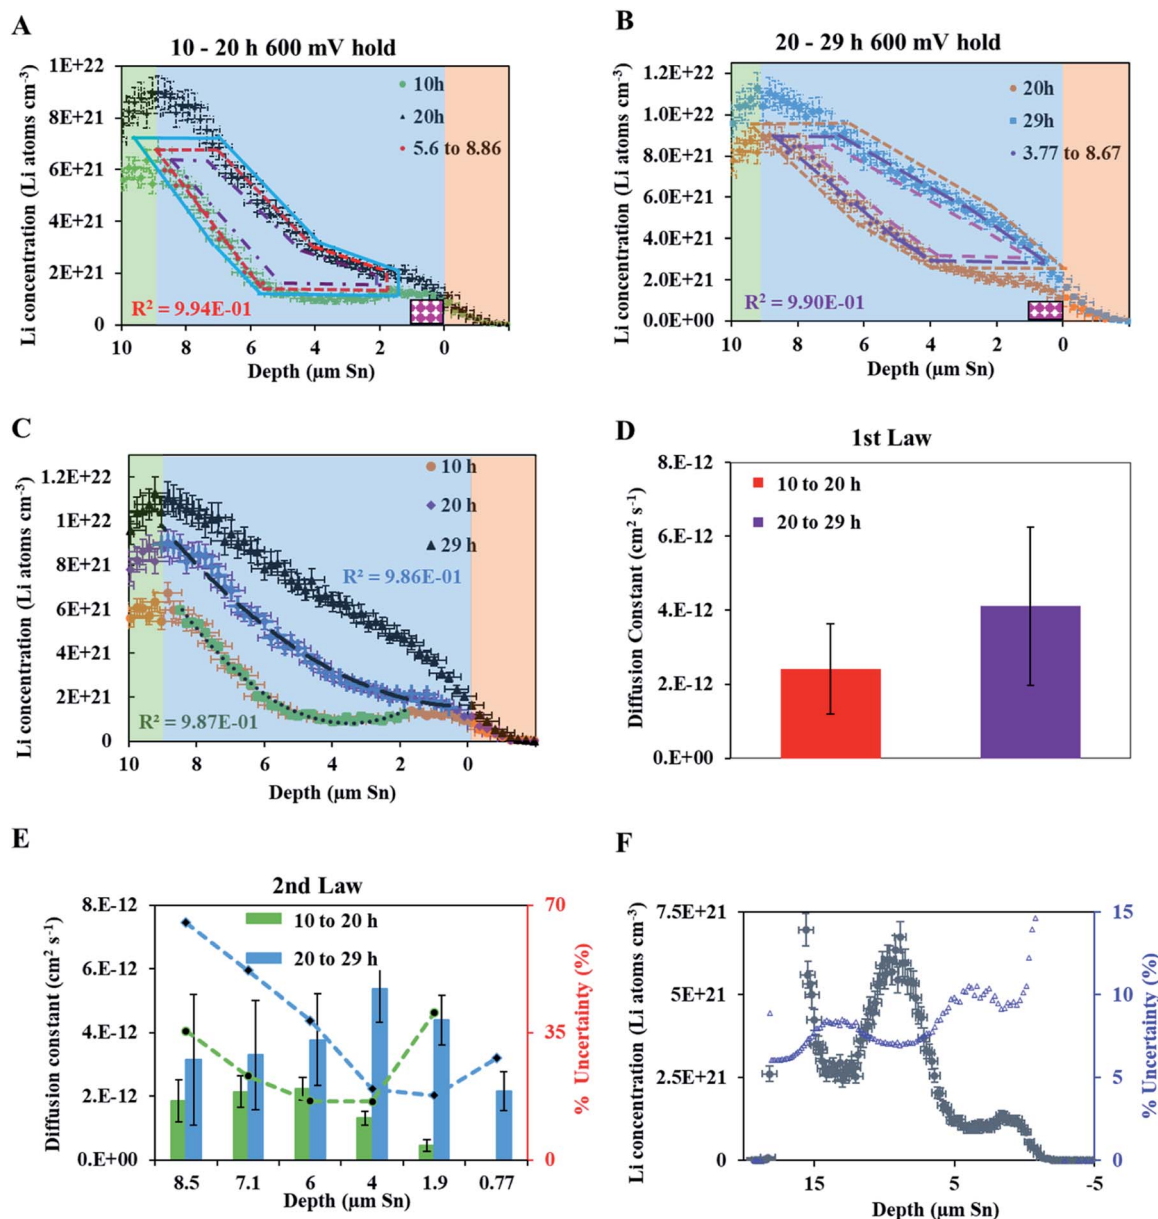 A
10 - 20 h 600 mV hold
Li concentration (Li atoms cm⁻³)
1E+22
8E+21
6E+21
4E+21
2E+21
0
10h
20h
5.6 to 8.86
R² = 9.94E-01
10 8 6 4 2 0
Depth (µm Sn)
B
20 - 29 h 600 mV hold
Li concentration (Li atoms cm⁻³)
1.2E+22
1.0E+22
8.0E+21
6.0E+21
4.0E+21
2.0E+21
0.0E+00
20h
29h
3.77 to 8.67
R² = 9.90E-01
10 8 6 4 2 0
Depth (µm Sn)
C
Li concentration (Li atoms cm⁻³)
1.2E+22
1E+22
8E+21
6E+21
4E+21
2E+21
0
10 h
20 h
29 h
R² = 9.86E-01
R² = 9.87E-01
10 8 6 4 2 0
Depth (µm Sn)
D
1st Law
Diffusion Constant (cm² s⁻¹)
8.E-12
6.E-12
4.E-12
2.E-12
0.E+00
10 to 20 h
20 to 29 h
E
2nd Law
Diffusion constant (cm² s⁻¹)
8.E-12
6.E-12
4.E-12
2.E-12
0.E+00
10 to 20 h
20 to 29 h
70
35
0
% Uncertainty (%)
8.5 7.1 6 4 1.9 0.77
Depth (µm Sn)
F
Li concentration (Li atoms cm⁻³)
7.5E+21
5E+21
2.5E+21
0
15
10
5
0
% Uncertainty (%)
15 5 -5
Depth (µm Sn)